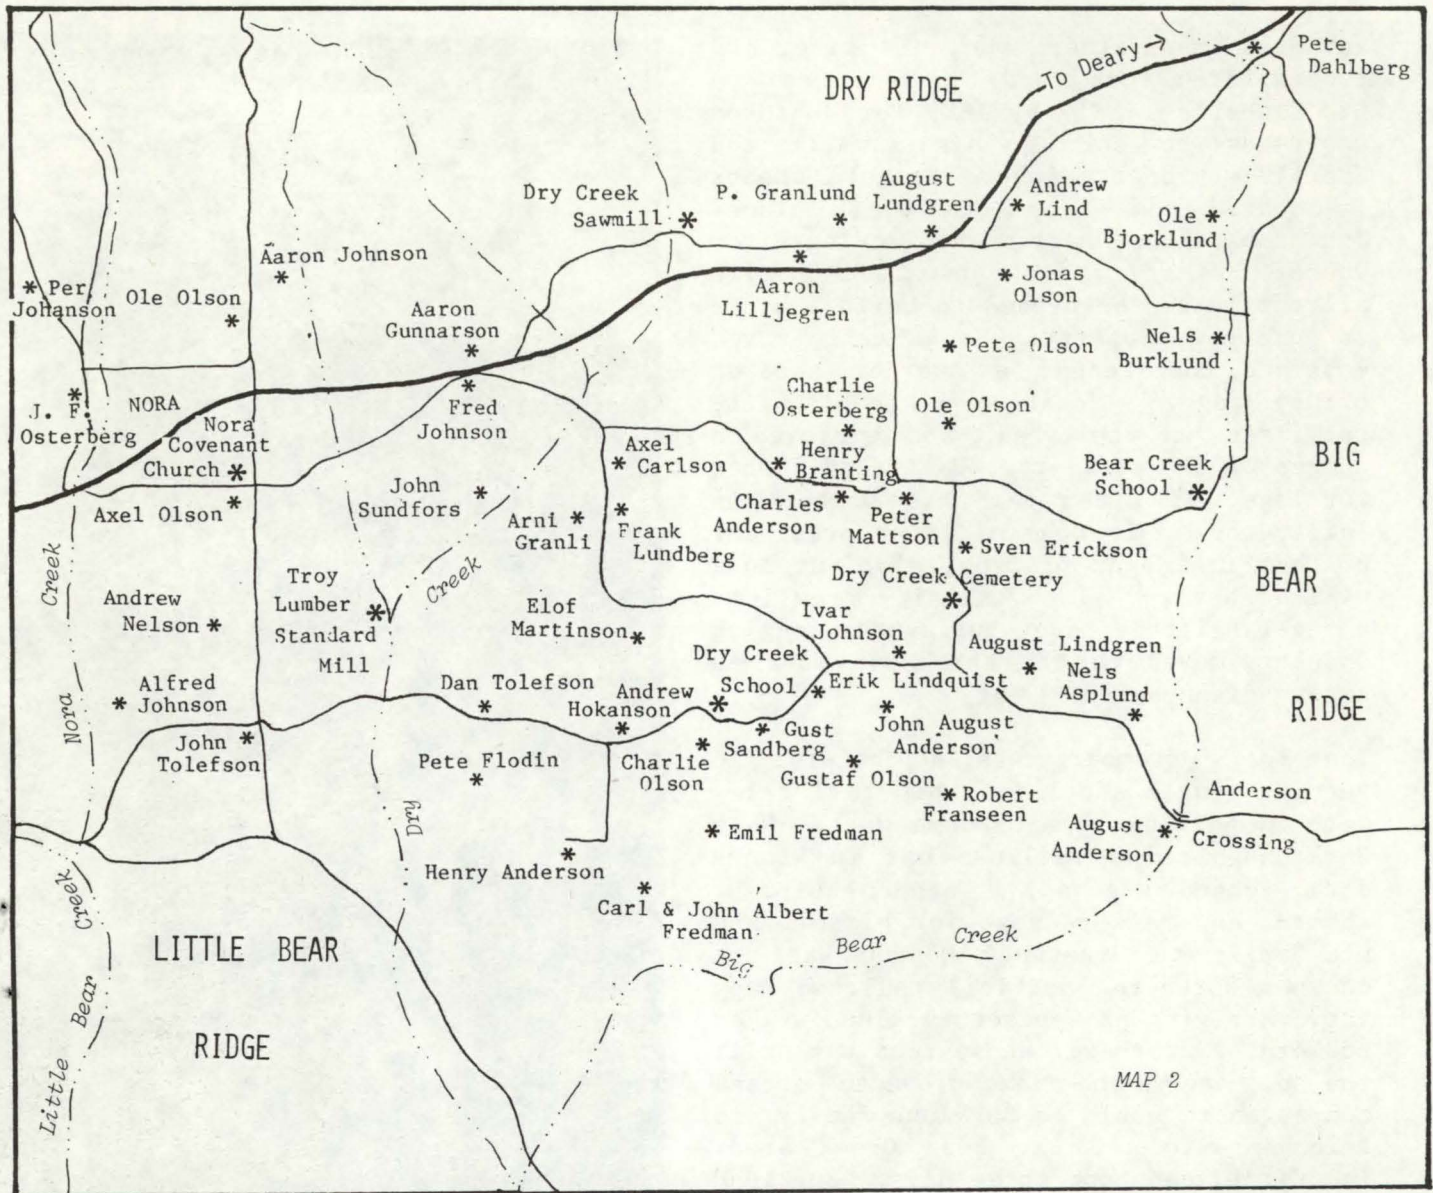 Pete
Dahlberg
To Deary →
DRY RIDGE
August
Lundgren
P. Granlund
Dry Creek
Sawmill
Andrew
Lind
Ole
Bjorklund
Aaron Johnson
Per
Johanson
Ole Olson
Aaron
Gunnarson
Aaron
Lilljegren
Jonas
Olson
Pete Olson
Nels
Burklund
J. F.
Osterberg
NORA
Nora
Covenant
Church
Fred
Johnson
Charlie
Osterberg
Ole Olson
Axel
Carlson
Henry
Branting
Bear Creek
School
BIG
BEAR
RIDGE
Axel Olson
John
Sundfors
Arni
Granli
Frank
Lundberg
Charles
Anderson
Peter
Mattson
Sven Erickson
Dry Creek Cemetery
Nora Creek
Andrew
Nelson
Troy
Lumber
Standard
Mill
Creek
Elof
Martinson
Ivar
Johnson
August Lindgren
Nels
Asplund
Dry Creek
School
Erik Lindquist
Alfred
Johnson
Dan Tolefson
Andrew
Hokanson
John August
Anderson
John
Tolefson
Pete Flodin
Charlie
Olson
Gust
Sandberg
Gustaf Olson
Robert
Franseen
Anderson
Crossing
August
Anderson
Dry
Emil Fredman
Henry Anderson
Carl & John Albert
Fredman
Big Bear Creek
LITTLE BEAR
RIDGE
Little Bear Creek
MAP 2